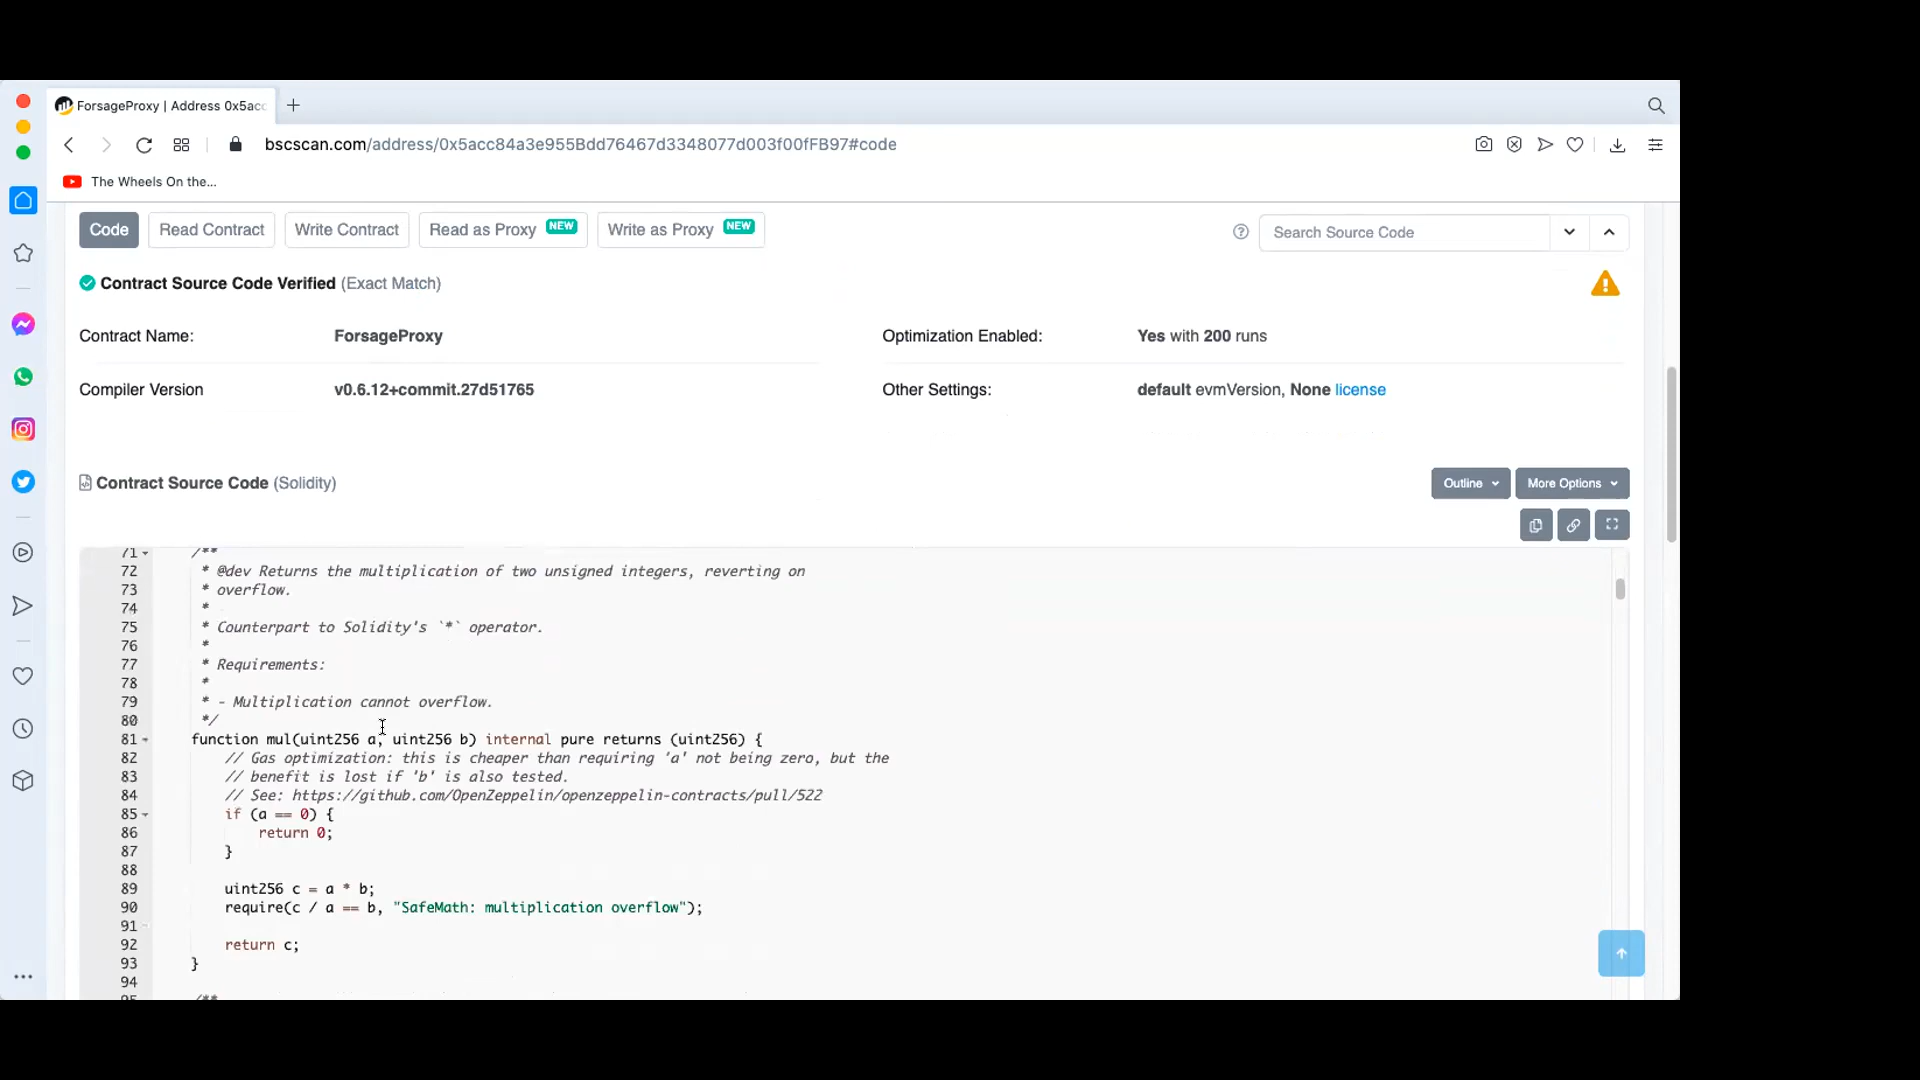 ForsageProxy | Address 0x5acc
bscscan.com/address/0x5acc84a3e955Bdd76467d3348077d003f00fFB97#code
The Wheels On the...
Code Read Contract Write Contract Read as Proxy NEW Write as Proxy NEW Search Source Code
Contract Source Code Verified (Exact Match)
Contract Name: ForsageProxy Optimization Enabled: Yes with 200 runs
Compiler Version v0.6.12+commit.27d51765 Other Settings: default evmVersion, None license
Contract Source Code (Solidity) Outline More Options
71 /**
72 * @dev Returns the multiplication of two unsigned integers, reverting on
73 * overflow.
74 *
75 * Counterpart to Solidity's `*` operator.
76 *
77 * Requirements:
78 *
79 * - Multiplication cannot overflow.
80 */
81 function mul(uint256 a, uint256 b) internal pure returns (uint256) {
82 // Gas optimization: this is cheaper than requiring 'a' not being zero, but the
83 // benefit is lost if 'b' is also tested.
84 // See: https://github.com/OpenZeppelin/openzeppelin-contracts/pull/522
85 if (a == 0) {
86 return 0;
87 }
88
89 uint256 c = a * b;
90 require(c / a == b, "SafeMath: multiplication overflow");
91
92 return c;
93 }
94
95 /**